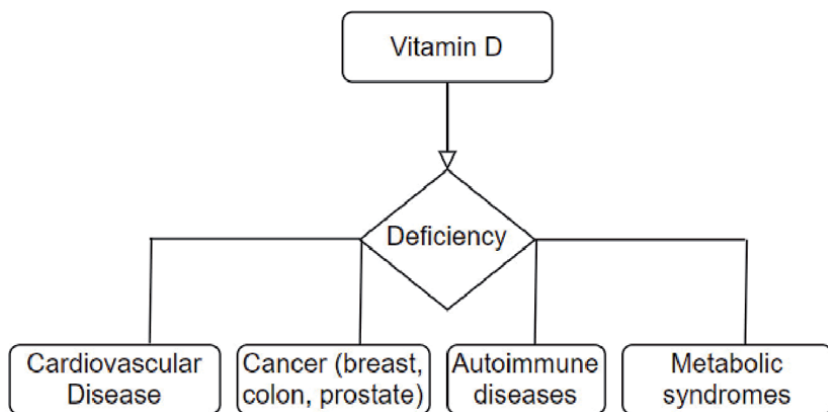 Vitamin D
Deficiency
Cardiovascular
Disease
Cancer (breast,
colon, prostate)
Autoimmune
diseases
Metabolic
syndromes